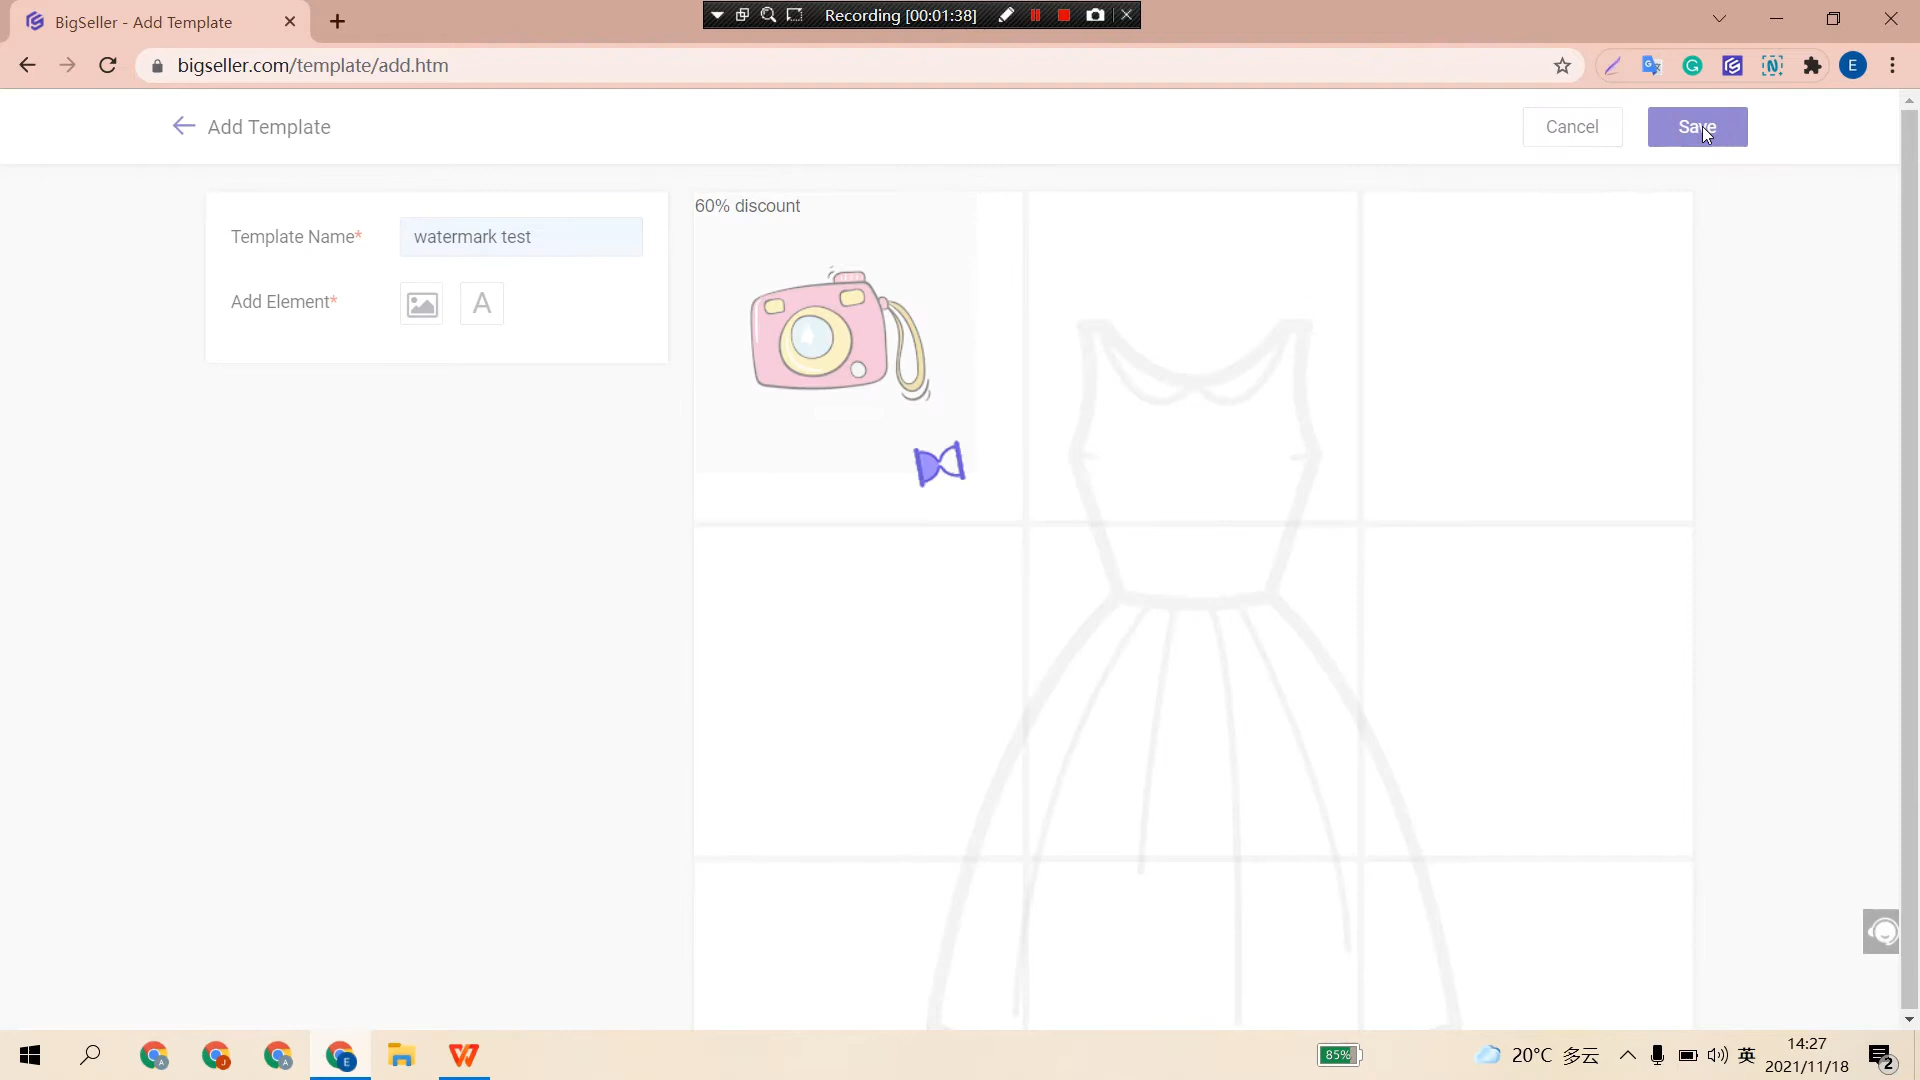 BigSeller - Add Template
Recording [00:01:38]
bigseller.com/template/add.htm
E
Add Template
Cancel
Save
Template Name*
watermark test
Add Element*
A
60% discount
A
J
A
E
85%
20°C 多云
英
14:27
2021/11/18
2